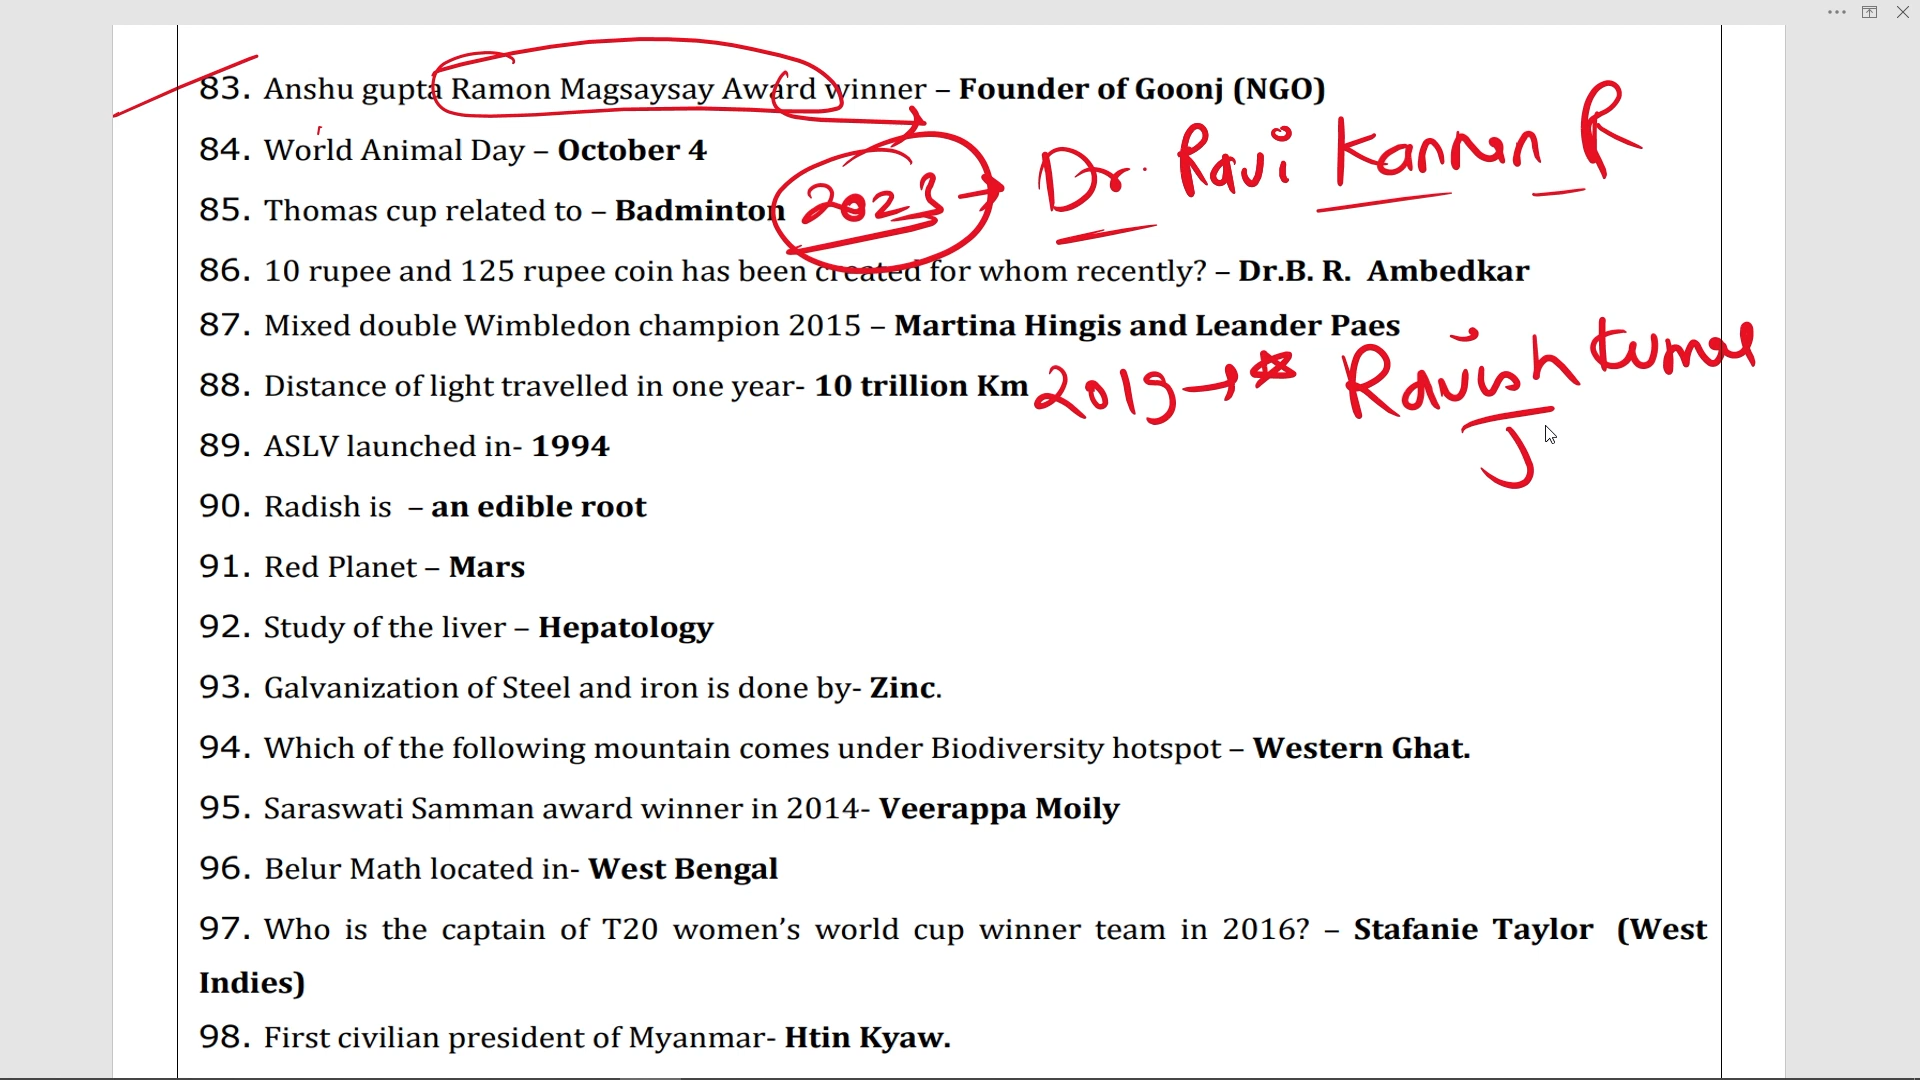 83. Anshu gupta Ramon Magsaysay Award winner – Founder of Goonj (NGO)
84. World Animal Day – October 4
2023 → Dr. Ravi Kannan R
85. Thomas cup related to – Badminton
86. 10 rupee and 125 rupee coin has been created for whom recently? – Dr.B. R. Ambedkar
87. Mixed double Wimbledon champion 2015 – Martina Hingis and Leander Paes
88. Distance of light travelled in one year- 10 trillion Km
2019 → Ravish Kumar
J
89. ASLV launched in- 1994
90. Radish is – an edible root
91. Red Planet – Mars
92. Study of the liver – Hepatology
93. Galvanization of Steel and iron is done by- Zinc.
94. Which of the following mountain comes under Biodiversity hotspot – Western Ghat.
95. Saraswati Samman award winner in 2014- Veerappa Moily
96. Belur Math located in- West Bengal
97. Who is the captain of T20 women’s world cup winner team in 2016? – Stafanie Taylor (West
Indies)
98. First civilian president of Myanmar- Htin Kyaw.